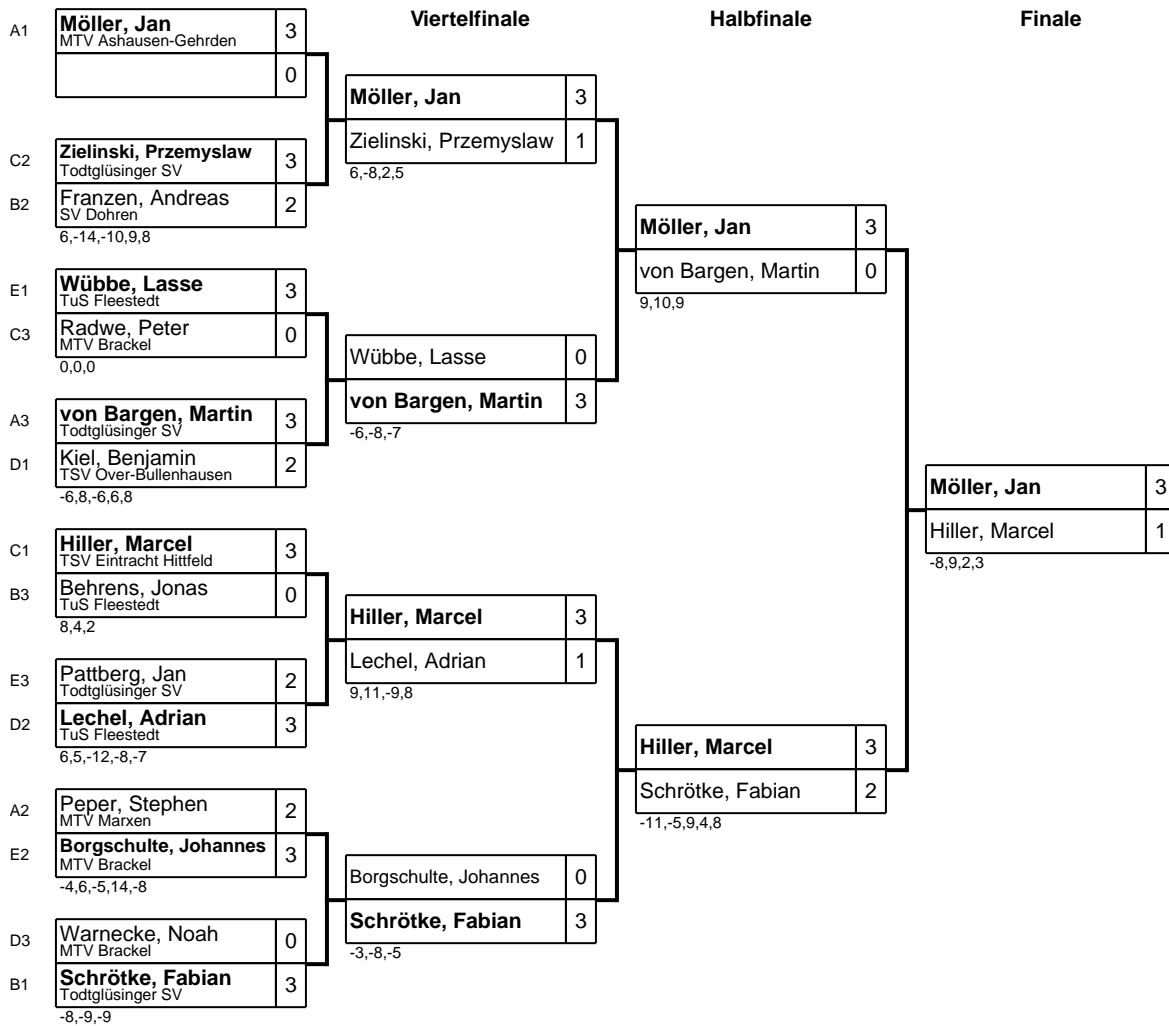 Viertelfinale
Halbfinale
Finale
A1
Möller, Jan
MTV Ashausen-Gehrden
3
0
C2
Zielinski, Przemyslaw
Todtglüsinger SV
3
B2
Franzen, Andreas
SV Dohren
2
6,-14,-10,9,8
E1
Wübbe, Lasse
TuS Fleestedt
3
C3
Radwe, Peter
MTV Brackel
0
0,0,0
A3
von Bargen, Martin
Todtglüsinger SV
3
D1
Kiel, Benjamin
TSV Over-Bullenhausen
2
-6,8,-6,6,8
C1
Hiller, Marcel
TSV Eintracht Hittfeld
3
B3
Behrens, Jonas
TuS Fleestedt
0
8,4,2
E3
Pattberg, Jan
Todtglüsinger SV
2
D2
Lechel, Adrian
TuS Fleestedt
3
6,5,-12,-8,-7
A2
Peper, Stephen
MTV Marxen
2
E2
Borgschulte, Johannes
MTV Brackel
3
-4,6,-5,14,-8
D3
Warnecke, Noah
MTV Brackel
0
B1
Schrötke, Fabian
Todtglüsinger SV
3
-8,-9,-9
Möller, Jan 3
Zielinski, Przemyslaw 1
6,-8,2,5
Wübbe, Lasse 0
von Bargen, Martin 3
-6,-8,-7
Hiller, Marcel 3
Lechel, Adrian 1
9,11,-9,8
Borgschulte, Johannes 0
Schrötke, Fabian 3
-3,-8,-5
Möller, Jan 3
von Bargen, Martin 0
9,10,9
Hiller, Marcel 3
Schrötke, Fabian 2
-11,-5,9,4,8
Möller, Jan 3
Hiller, Marcel 1
-8,9,2,3